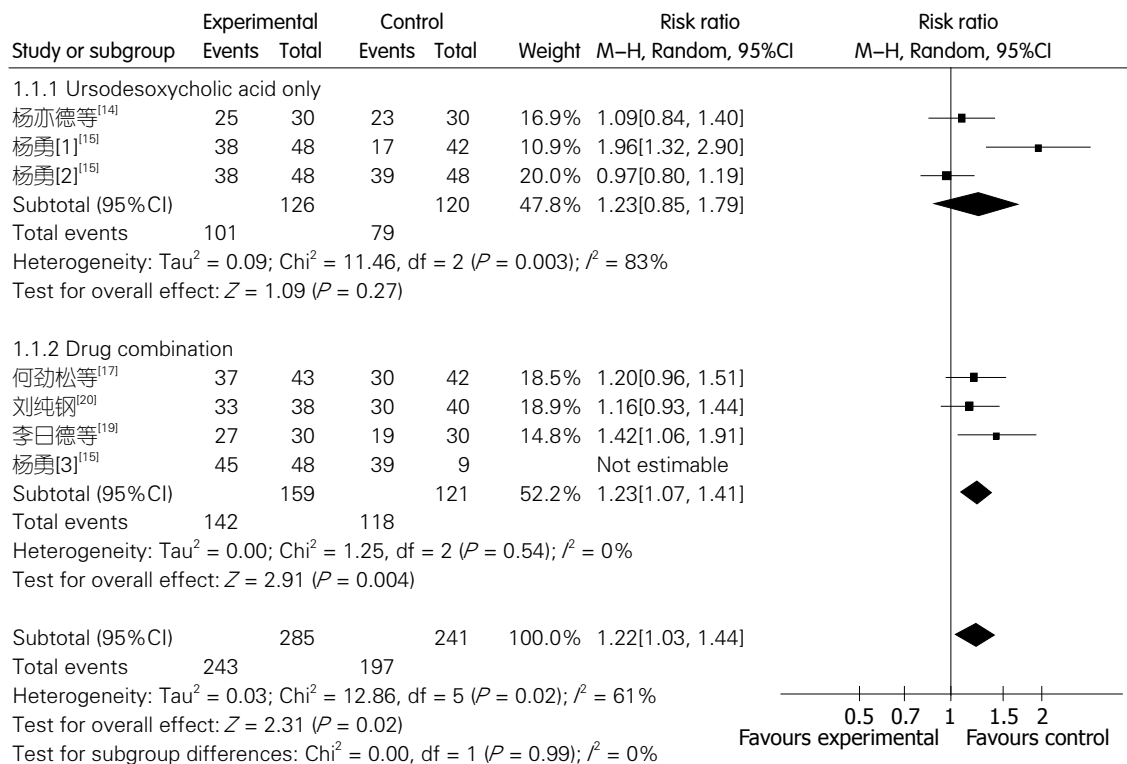 Experimental Control Risk ratio Risk ratio
Study or subgroup Events Total Events Total Weight M–H, Random, 95%CI M–H, Random, 95%CI
1.1.1 Ursodesoxycholic acid only
杨亦德等[14] 25 30 23 30 16.9% 1.09[0.84, 1.40]
杨勇[1][15] 38 48 17 42 10.9% 1.96[1.32, 2.90]
杨勇[2][15] 38 48 39 48 20.0% 0.97[0.80, 1.19]
Subtotal (95%CI) 126 120 47.8% 1.23[0.85, 1.79]
Total events 101 79
Heterogeneity: Tau² = 0.09; Chi² = 11.46, df = 2 (P = 0.003); I² = 83%
Test for overall effect: Z = 1.09 (P = 0.27)
1.1.2 Drug combination
何劲松等[17] 37 43 30 42 18.5% 1.20[0.96, 1.51]
刘纯钢[20] 33 38 30 40 18.9% 1.16[0.93, 1.44]
李日德等[19] 27 30 19 30 14.8% 1.42[1.06, 1.91]
杨勇[3][15] 45 48 39 9 Not estimable
Subtotal (95%CI) 159 121 52.2% 1.23[1.07, 1.41]
Total events 142 118
Heterogeneity: Tau² = 0.00; Chi² = 1.25, df = 2 (P = 0.54); I² = 0%
Test for overall effect: Z = 2.91 (P = 0.004)
Subtotal (95%CI) 285 241 100.0% 1.22[1.03, 1.44]
Total events 243 197
Heterogeneity: Tau² = 0.03; Chi² = 12.86, df = 5 (P = 0.02); I² = 61%
Test for overall effect: Z = 2.31 (P = 0.02)
Test for subgroup differences: Chi² = 0.00, df = 1 (P = 0.99); I² = 0%
0.5 0.7 1 1.5 2
Favours experimental Favours control